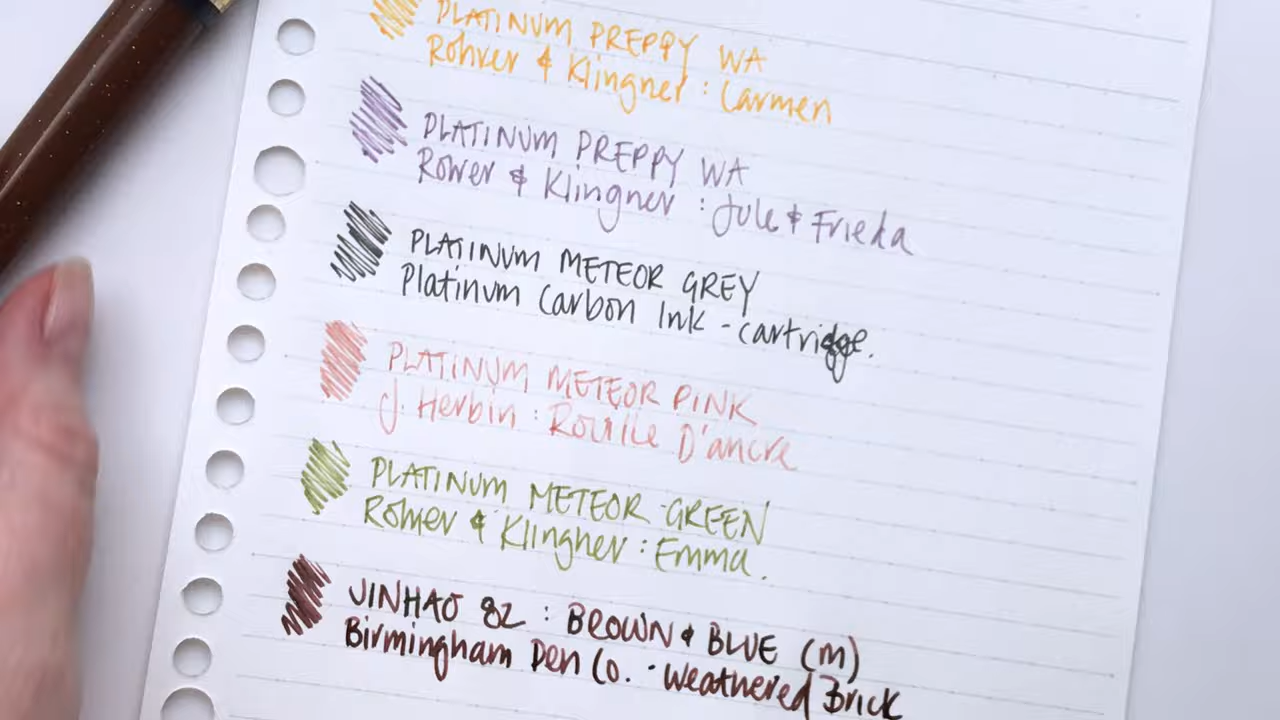 PLATINUM PREPPY WA
Rohrer & Klingner : Carmen
PLATINUM PREPPY WA
Rohrer & Klingner : Jule & Frieda
PLATINUM METEOR GREY
Platinum Carbon Ink - cartridge.
PLATINUM METEOR PINK
J. Herbin : Rouille D'ancre
PLATINUM METEOR GREEN
Rohrer & Klingner : Emma.
JINHAO 82 : BROWN & BLUE (M)
Birmingham Pen Co. - Weathered Brick